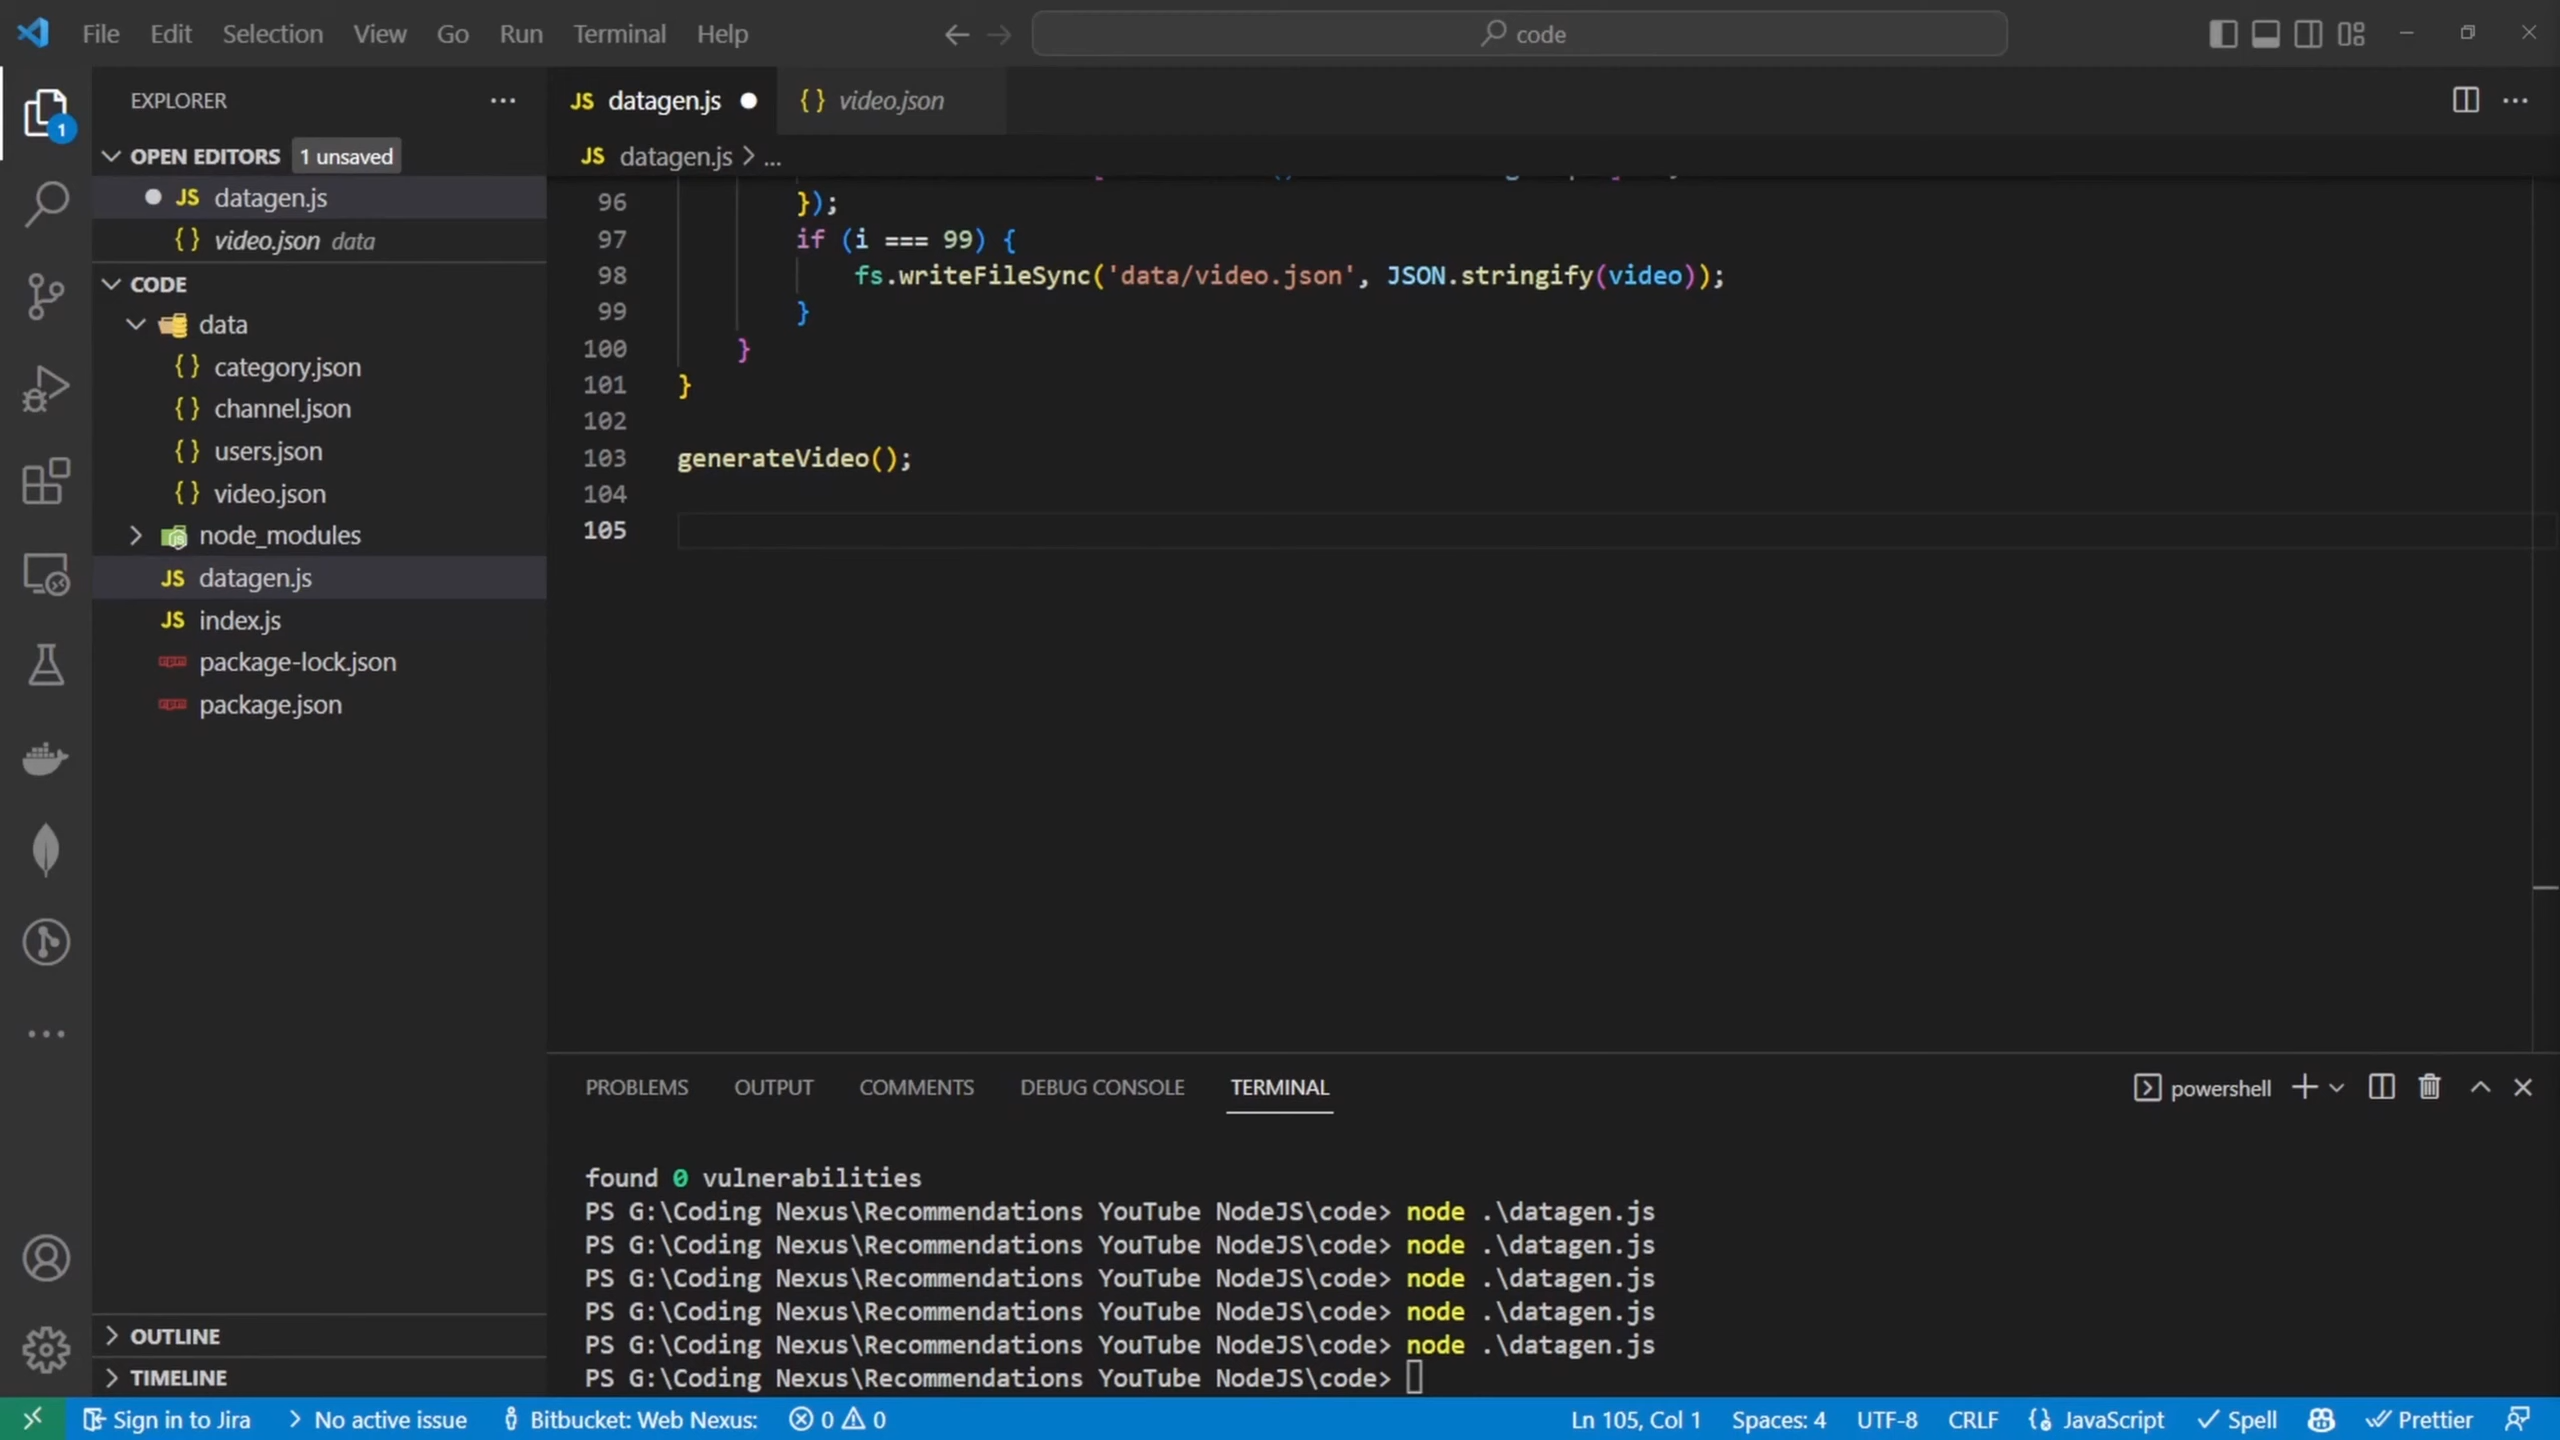 File Edit Selection View Go Run Terminal Help
code
EXPLORER
1
OPEN EDITORS 1 unsaved
JS datagen.js
{} video.json data
CODE
data
{} category.json
{} channel.json
{} users.json
{} video.json
node_modules
JS datagen.js
JS index.js
package-lock.json
package.json
OUTLINE
TIMELINE
JS datagen.js
{} video.json
JS datagen.js > ...
96 });
97 if (i === 99) {
98 fs.writeFileSync('data/video.json', JSON.stringify(video));
99 }
100 }
101 }
102
103 generateVideo();
104
105
PROBLEMS OUTPUT COMMENTS DEBUG CONSOLE TERMINAL
powershell
found 0 vulnerabilities
PS G:\Coding Nexus\Recommendations YouTube NodeJS\code> node .\datagen.js
PS G:\Coding Nexus\Recommendations YouTube NodeJS\code> node .\datagen.js
PS G:\Coding Nexus\Recommendations YouTube NodeJS\code> node .\datagen.js
PS G:\Coding Nexus\Recommendations YouTube NodeJS\code> node .\datagen.js
PS G:\Coding Nexus\Recommendations YouTube NodeJS\code> node .\datagen.js
PS G:\Coding Nexus\Recommendations YouTube NodeJS\code>
Sign in to Jira No active issue Bitbucket: Web Nexus: 0 0 Ln 105, Col 1 Spaces: 4 UTF-8 CRLF JavaScript Spell Prettier